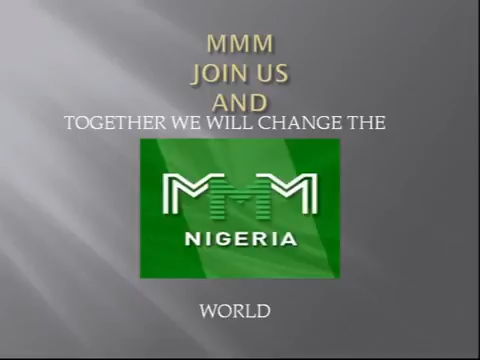 MMM
JOIN US
AND
TOGETHER WE WILL CHANGE THE
MMM
NIGERIA
WORLD